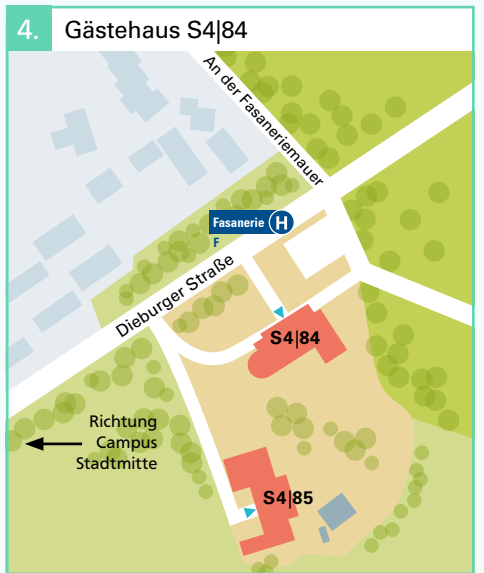 4. Gästehaus S4|84
An der Fasaneriemauer
Fasanerie H
F
Dieburger Straße
S4|84
Richtung
Campus
Stadtmitte
S4|85